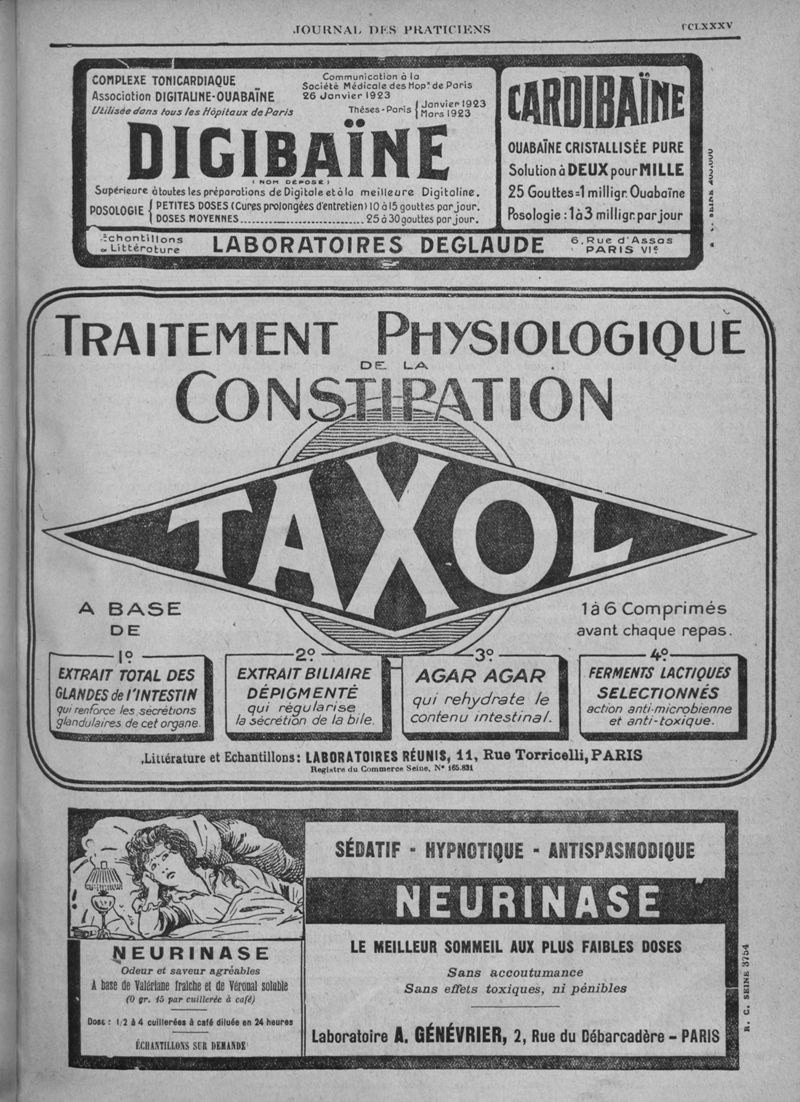 JOURNAL DES PRATICIENS
CCLXXXV
COMPLEXE TONICARDIAQUE
Association DIGITALINE-OUABAÏNE
Utilisée dans tous les Hôpitaux de Paris
Communication à la
Société Médicale des Hop.x de Paris
26 Janvier 1923
Thèses-Paris { Janvier 1923
Mars 1923
DIGIBAÏNE
( NOM DÉPOSÉ )
Supérieure à toutes les préparations de Digitale et à la meilleure Digitaline.
POSOLOGIE { PETITES DOSES (Cures prolongées d'entretien) 10 à 15 gouttes par jour.
DOSES MOYENNES............................25 à 30 gouttes par jour.
CARDIBAÏNE
OUABAÏNE CRISTALLISÉE PURE
Solution à DEUX pour MILLE
25 Gouttes=1 milligr. Ouabaïne
Posologie : 1 à 3 milligr. par jour
Échantillons
& Littérature
LABORATOIRES DEGLAUDE
6, Rue d'Assas
PARIS VIe
TRAITEMENT PHYSIOLOGIQUE
DE LA
CONSTIPATION
TAXOL
A BASE
DE
1 à 6 Comprimés
avant chaque repas.
1o
EXTRAIT TOTAL DES
GLANDES de l'INTESTIN
qui renforce les sécrétions
glandulaires de cet organe.
2o
EXTRAIT BILIAIRE
DÉPIGMENTÉ
qui régularise
la sécrétion de la bile.
3o
AGAR AGAR
qui rehydrate le
contenu intestinal.
4o
FERMENTS LACTIQUES
SELECTIONNÉS
action anti-microbienne
et anti-toxique.
Littérature et Echantillons: LABORATOIRES RÉUNIS, 11, Rue Torricelli, PARIS
Registre du Commerce Seine, No 165.831
NEURINASE
Odeur et saveur agréables
A base de Valériane fraîche et de Véronal soluble
(0 gr. 15 par cuillerée à café)
Dose : 1/2 à 4 cuillerées à café diluée en 24 heures
ÉCHANTILLONS SUR DEMANDE
SÉDATIF - HYPNOTIQUE - ANTISPASMODIQUE
NEURINASE
LE MEILLEUR SOMMEIL AUX PLUS FAIBLES DOSES
Sans accoutumance
Sans effets toxiques, ni pénibles
Laboratoire A. GÉNÉVRIER, 2, Rue du Débarcadère - PARIS
R. C. SEINE 3754